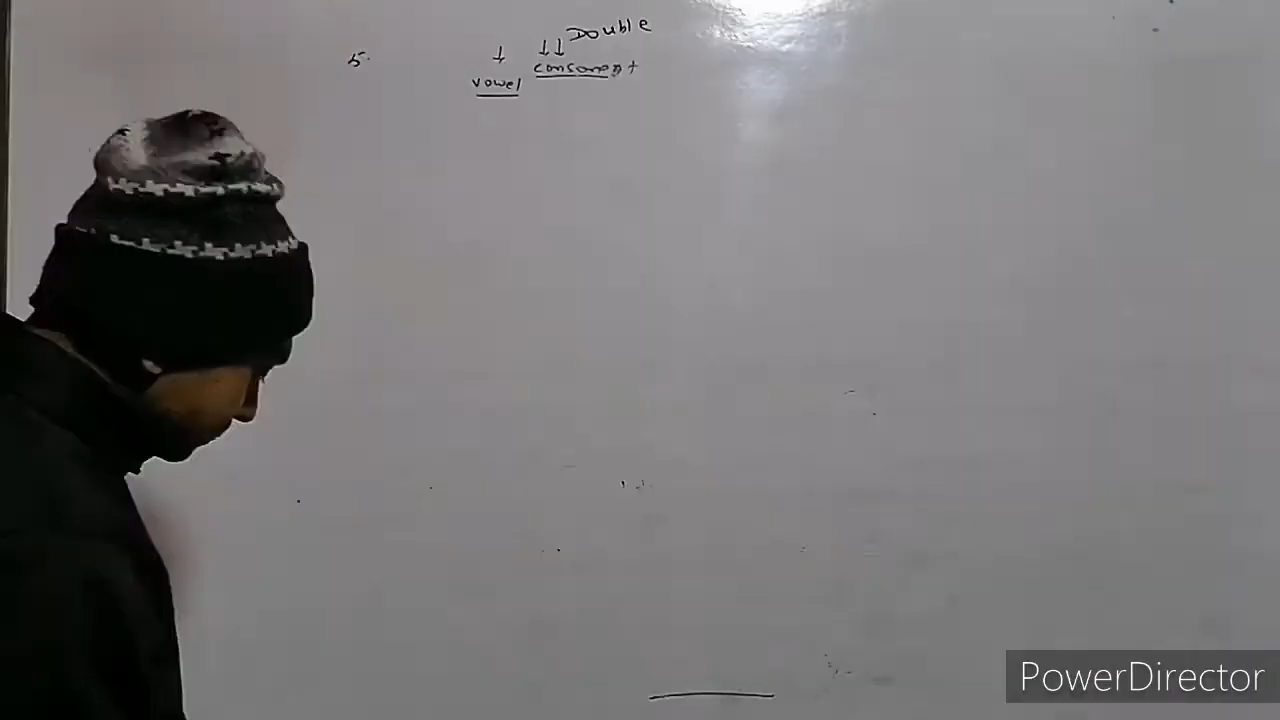 Double
5. ↓ ↓↓
vowel consonant
PowerDirector